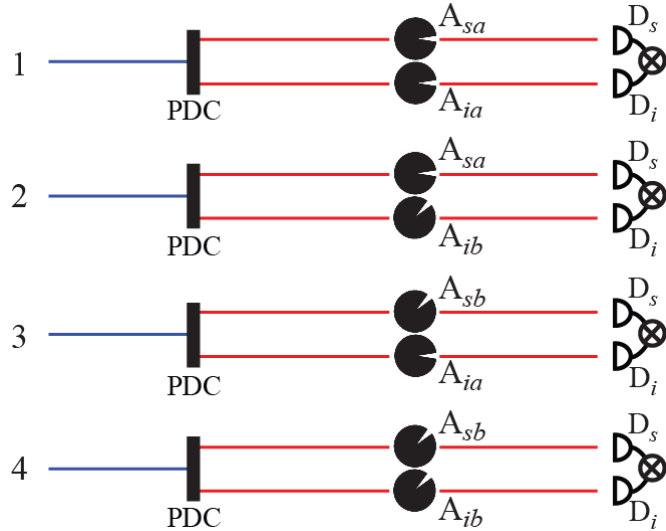 A_sa D_s
1
PDC A_ia D_i
A_sa D_s
2
PDC A_ib D_i
A_sb D_s
3
PDC A_ia D_i
A_sb D_s
4
PDC A_ib D_i